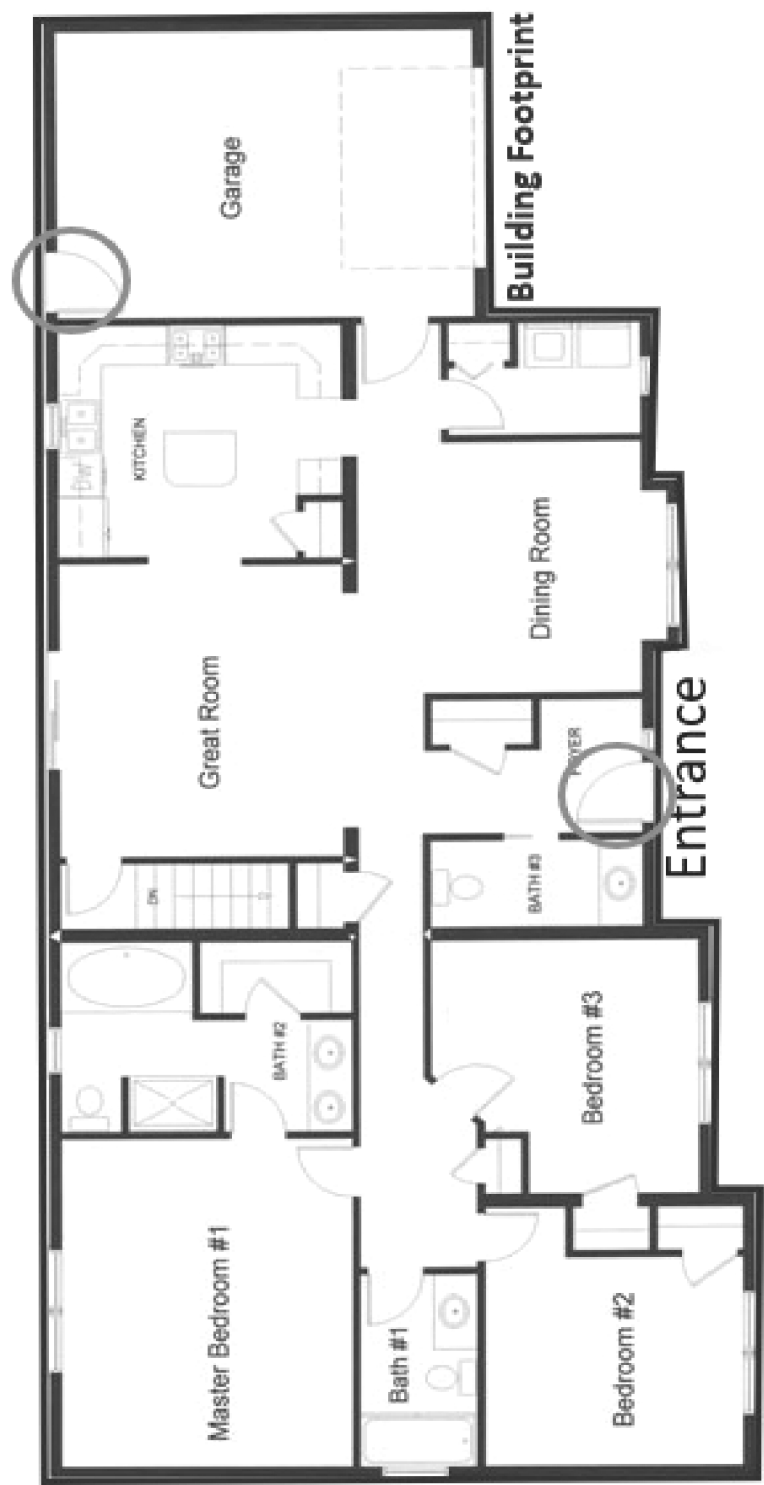 DW
KITCHEN
DN
Master Bedroom #1
Great Room
Garage
BATH #2
Bath #1
BATH #3
Dining Room
Building Footprint
FOYER
Bedroom #3
Bedroom #2
Entrance